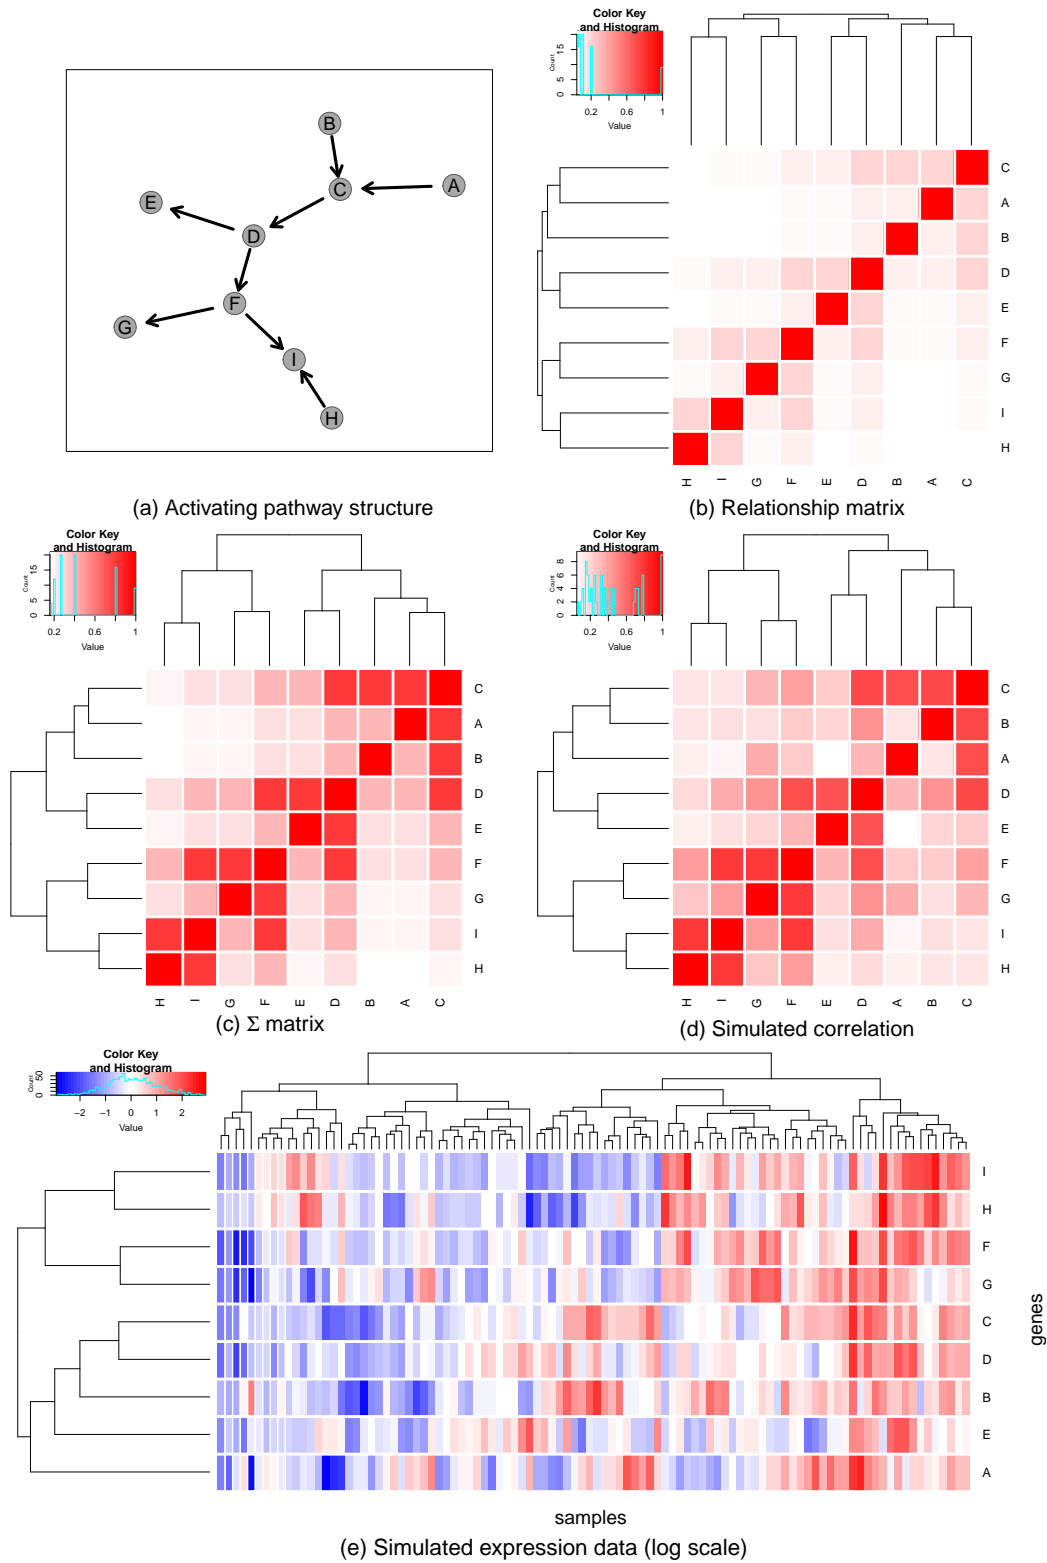 B
C
A
E
D
F
G
I
H
(a) Activating pathway structure
Color Key
and Histogram
Count
0 5 15
0.2 0.6 1
Value
C
A
B
D
E
F
G
I
H
H I G F E D B A C
(b) Relationship matrix
Color Key
and Histogram
Count
0 5 15
0.2 0.6 1
Value
C
A
B
D
E
F
G
I
H
H I G F E D B A C
(c) Σ matrix
Color Key
and Histogram
Count
0 2 4 6 8
0.2 0.6 1
Value
C
B
A
D
E
F
G
I
H
H I G F E D A B C
(d) Simulated correlation
Color Key
and Histogram
Count
0 50
−2 −1 0 1 2
Value
I
H
F
G
C
D
B
E
A
genes
samples
(e) Simulated expression data (log scale)